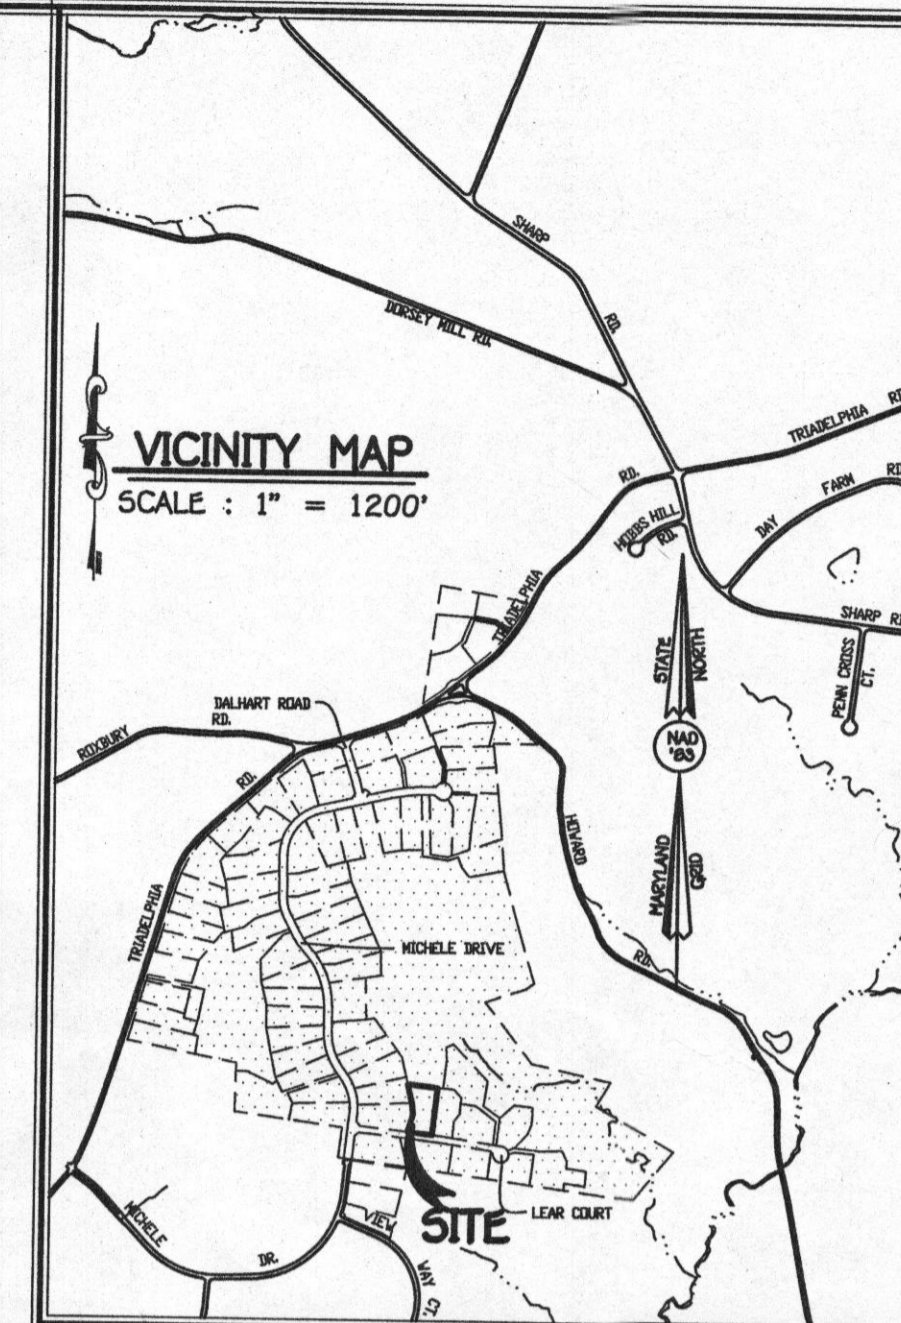 SHARP
RD.
DORSEY MILL RD.
VICINITY MAP
SCALE : 1" = 1200'
TRIADELPHIA RD
RD.
DAY FARM RD
HOBBS HILL
RD.
TRIADELPHIA
SHARP RD
PENN CROSS
CT.
STATE
NORTH
DALHART ROAD
RD.
ROXBURY
NAD
'83
RD.
HOWARD
MARYLAND
GRID
TRIADELPHIA
MICHELE DRIVE
RD.
LEAR COURT
SITE
MICHELE
DR.
VIEW
WAY CT.